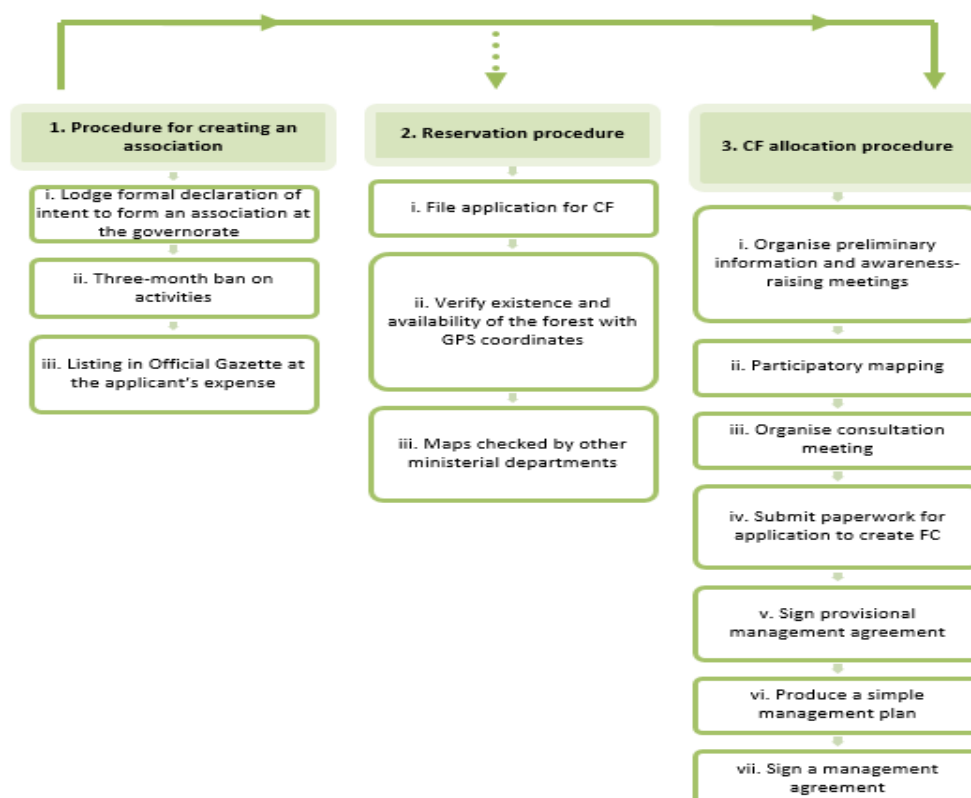 1. Procedure for creating an
association
i. Lodge formal declaration of
intent to form an association at
the governorate
ii. Three-month ban on
activities
iii. Listing in Official Gazette at
the applicant's expense
2. Reservation procedure
i. File application for CF
ii. Verify existence and
availability of the forest with
GPS coordinates
iii. Maps checked by other
ministerial departments
3. CF allocation procedure
i. Organise preliminary
information and awareness-
raising meetings
ii. Participatory mapping
iii. Organise consultation
meeting
iv. Submit paperwork for
application to create FC
v. Sign provisional
management agreement
vi. Produce a simple
management plan
vii. Sign a management
agreement